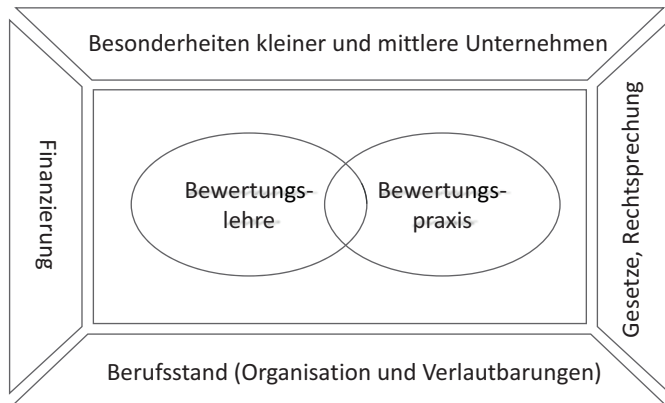 Besonderheiten kleiner und mittlere Unternehmen
Finanzierung
Bewertungs-
lehre
Bewertungs-
praxis
Gesetze, Rechtsprechung
Berufsstand (Organisation und Verlautbarungen)